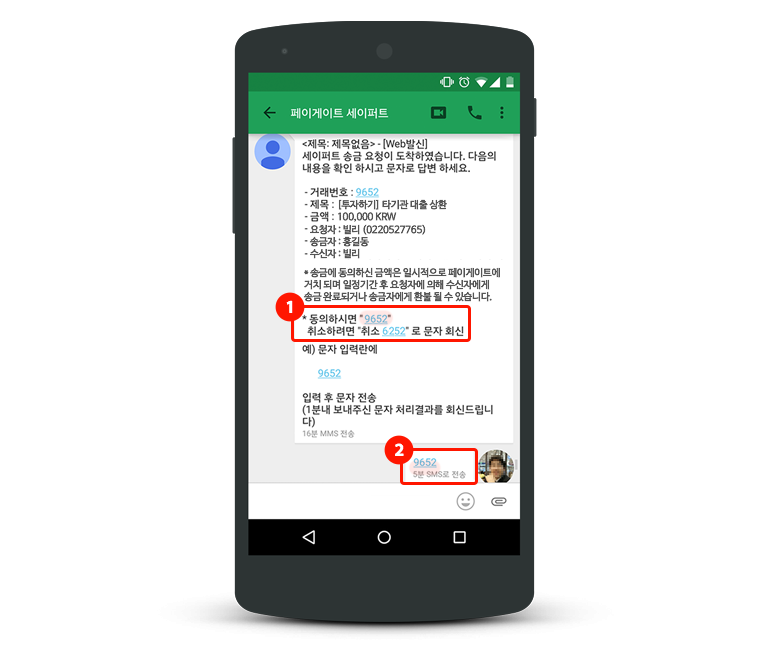 페이게이트 세이퍼트
<제목: 제목없음> - [Web발신]
세이퍼트 송금 요청이 도착하였습니다. 다음의
내용을 확인 하시고 문자로 답변 하세요.
- 거래번호 : 9652
- 제목 : [투자하기] 타기관 대출 상환
- 금액 : 100,000 KRW
- 요청자 : 빌리 (0220527765)
- 송금자 : 홍길동
- 수신자 : 빌리
* 송금에 동의하신 금액은 일시적으로 페이게이트에
거치 되며 일정기간 후 요청자에 의해 수신자에게
송금 완료되거나 송금자에게 환불 될 수 있습니다.
1
* 동의하시면 "9652"
취소하려면 "취소 6252" 로 문자 회신
예) 문자 입력란에
9652
입력 후 문자 전송
(1분내 보내주신 문자 처리결과를 회신드립니
다)
16분 MMS 전송
2
9652
5분 SMS로 전송